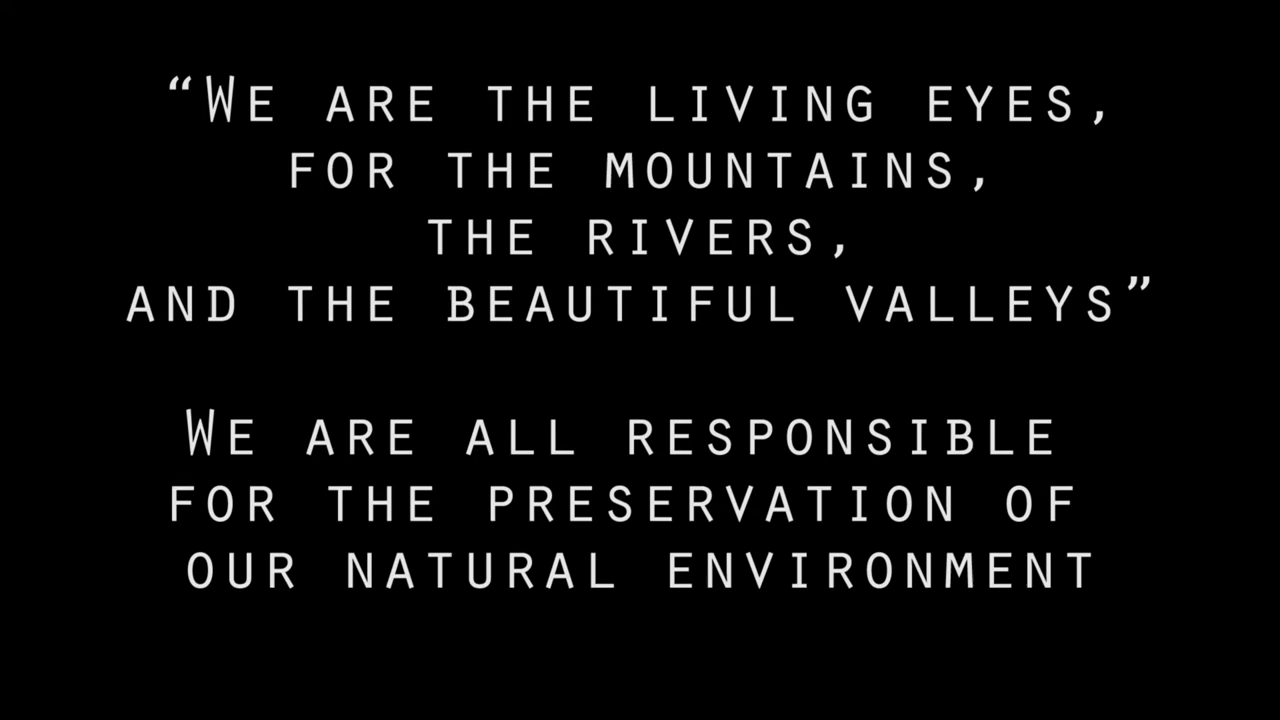 “We are the living eyes,
for the mountains,
the rivers,
and the beautiful valleys”
We are all responsible
for the preservation of
our natural environment